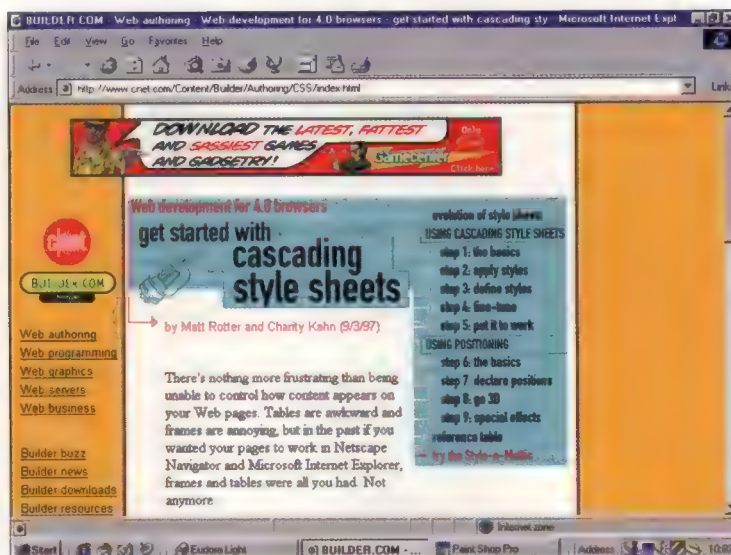 BUILDER.COM - Web authoring - Web development for 4.0 browsers - get started with cascading sty - Microsoft Internet Expl
File Edit View Go Favorites Help
Address http://www.cnet.com/Content/Builder/Authoring/CSS/index.html Links
DOWNLOAD THE LATEST, FATTEST
AND SASSIEST GAMES
AND GADGETRY!
Only
Gamecenter
Click here
c|net
BUILDER.COM
Web authoring
Web programming
Web graphics
Web servers
Web business
Builder buzz
Builder news
Builder downloads
Builder resources
Web development for 4.0 browsers
get started with
cascading
style sheets
by Matt Rotter and Charity Kahn (9/3/97)
There's nothing more frustrating than being
unable to control how content appears on
your Web pages. Tables are awkward and
frames are annoying, but in the past if you
wanted your pages to work in Netscape
Navigator and Microsoft Internet Explorer,
frames and tables were all you had. Not
anymore
evolution of style sheets
USING CASCADING STYLE SHEETS
step 1: the basics
step 2: apply styles
step 3: define styles
step 4: fine-tune
step 5: put it to work
USING POSITIONING
step 6: the basics
step 7 declare positions
step 8: go 3D
step 9: special effects
reference table
try the Style-o-Matic
Internet zone
Start Eudora Light BUILDER.COM - ... Paint Shop Pro Address